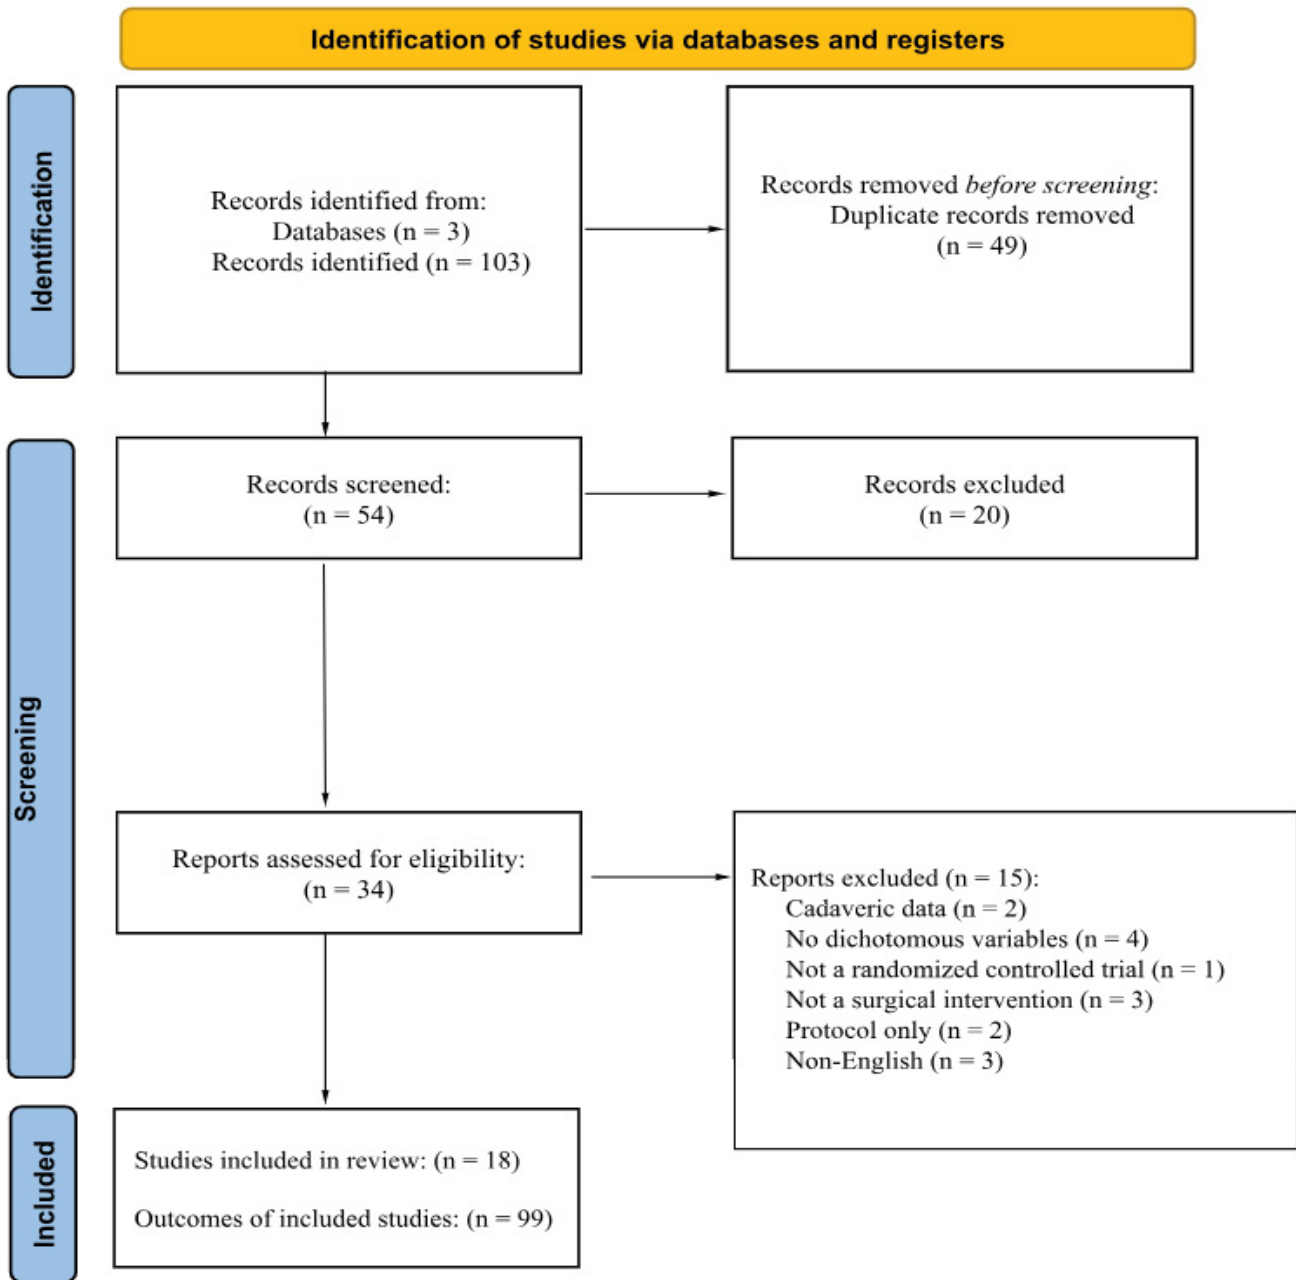 Identification of studies via databases and registers
Identification
Records identified from:
Databases (n = 3)
Records identified (n = 103)
Records removed before screening:
Duplicate records removed
(n = 49)
Screening
Records screened:
(n = 54)
Records excluded
(n = 20)
Reports assessed for eligibility:
(n = 34)
Reports excluded (n = 15):
Cadaveric data (n = 2)
No dichotomous variables (n = 4)
Not a randomized controlled trial (n = 1)
Not a surgical intervention (n = 3)
Protocol only (n = 2)
Non-English (n = 3)
Included
Studies included in review: (n = 18)
Outcomes of included studies: (n = 99)